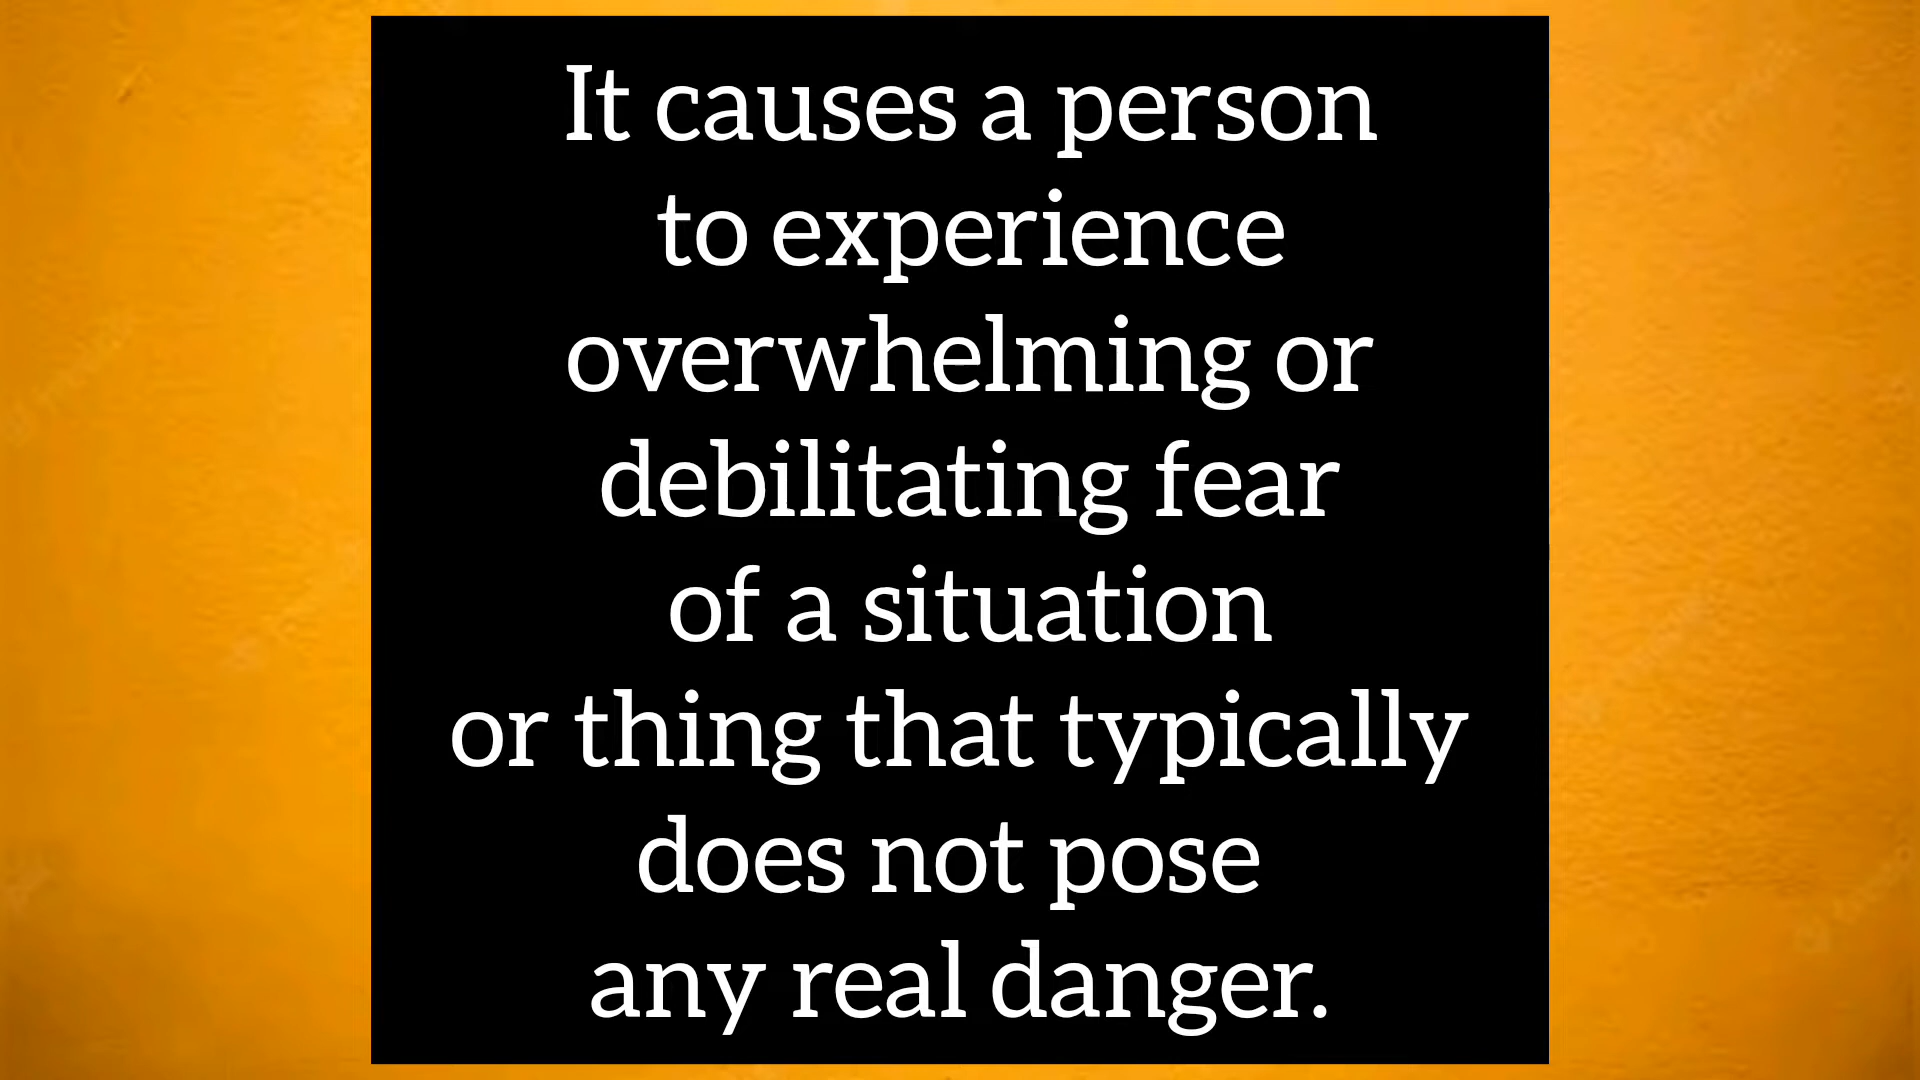 It causes a person
to experience
overwhelming or
debilitating fear
of a situation
or thing that typically
does not pose
any real danger.